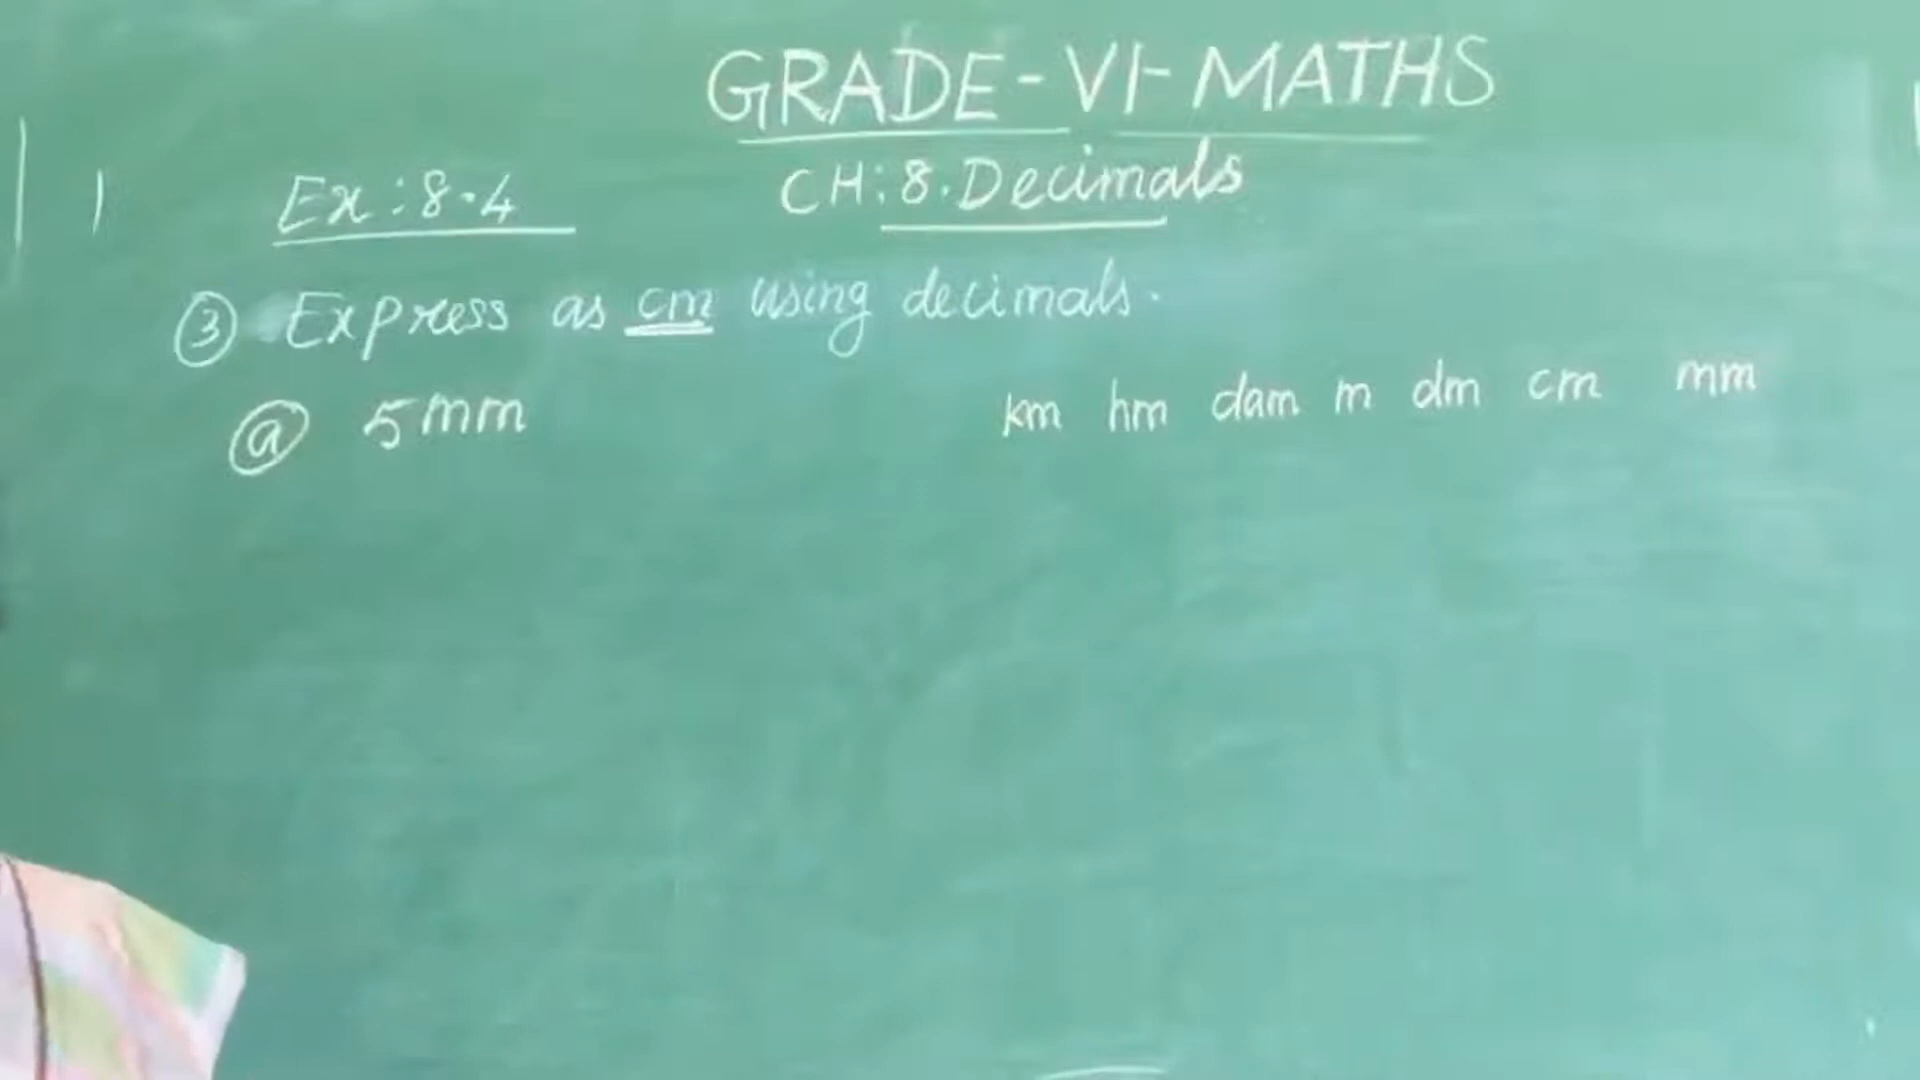 GRADE-VI-MATHS
CH:8.Decimals
Ex:8.4
③ Express as cm using decimals.
ⓐ 5mm
km hm dam m dm cm mm